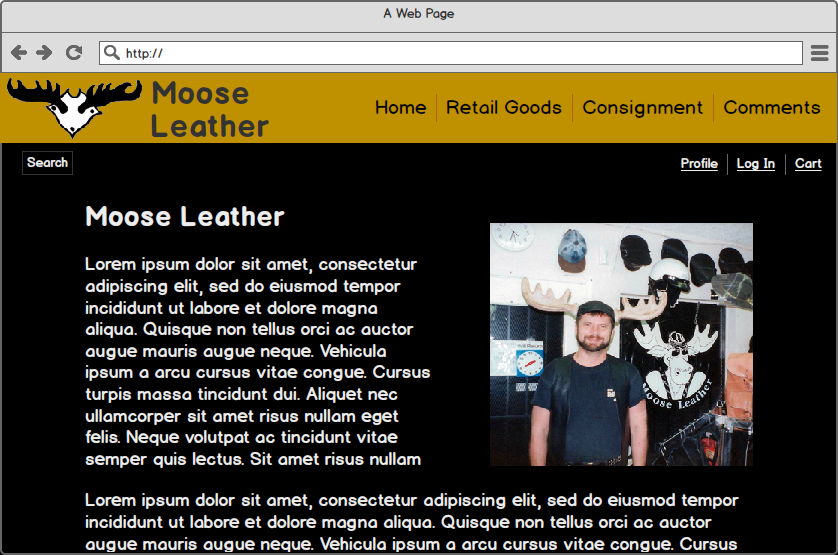 A Web Page
http://
Moose
Leather
Home
Retail Goods
Consignment
Comments
Search
Profile
Log In
Cart
Moose Leather
Lorem ipsum dolor sit amet, consectetur
adipiscing elit, sed do eiusmod tempor
incididunt ut labore et dolore magna
aliqua. Quisque non tellus orci ac auctor
augue mauris augue neque. Vehicula
ipsum a arcu cursus vitae congue. Cursus
turpis massa tincidunt dui. Aliquet nec
ullamcorper sit amet risus nullam eget
felis. Neque volutpat ac tincidunt vitae
semper quis lectus. Sit amet risus nullam
Moose Leather
Lorem ipsum dolor sit amet, consectetur adipiscing elit, sed do eiusmod tempor
incididunt ut labore et dolore magna aliqua. Quisque non tellus orci ac auctor
augue mauris augue neque. Vehicula ipsum a arcu cursus vitae congue. Cursus